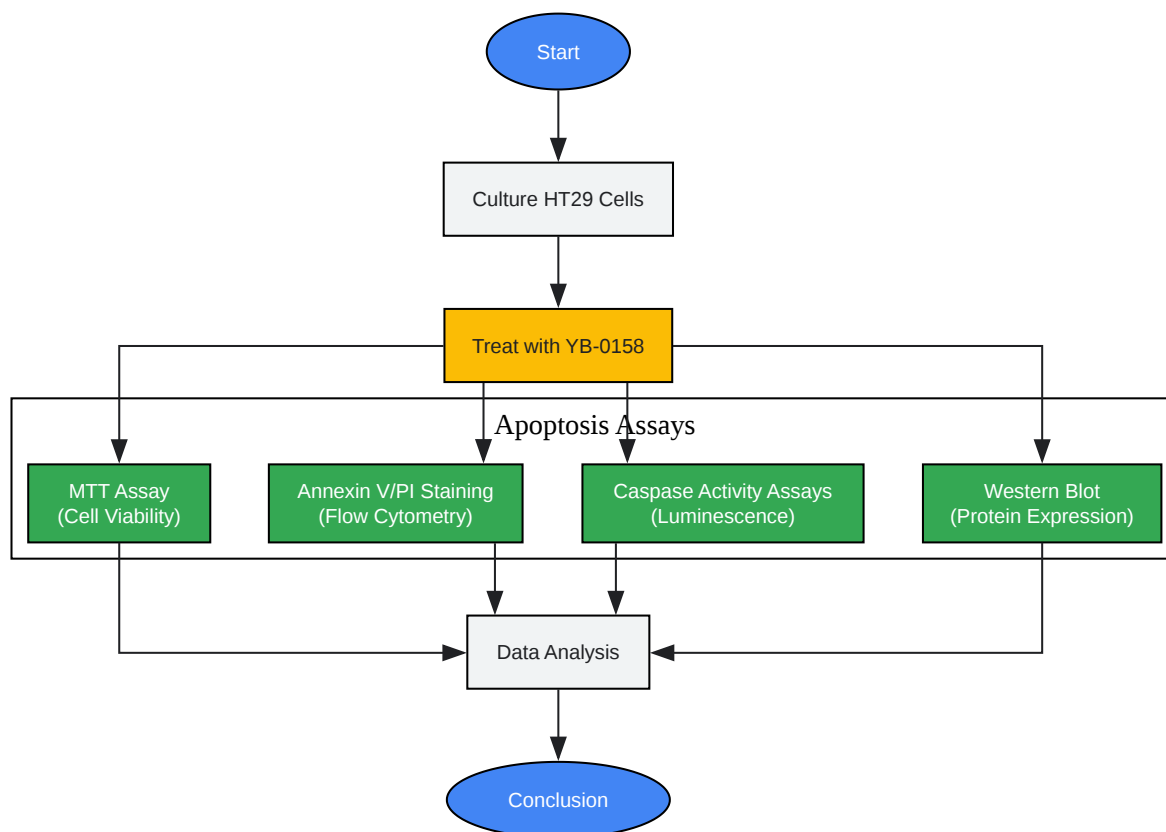 Start
Culture HT29 Cells
Treat with YB-0158
Apoptosis Assays
MTT Assay
(Cell Viability)
Annexin V/PI Staining
(Flow Cytometry)
Caspase Activity Assays
(Luminescence)
Western Blot
(Protein Expression)
Data Analysis
Conclusion